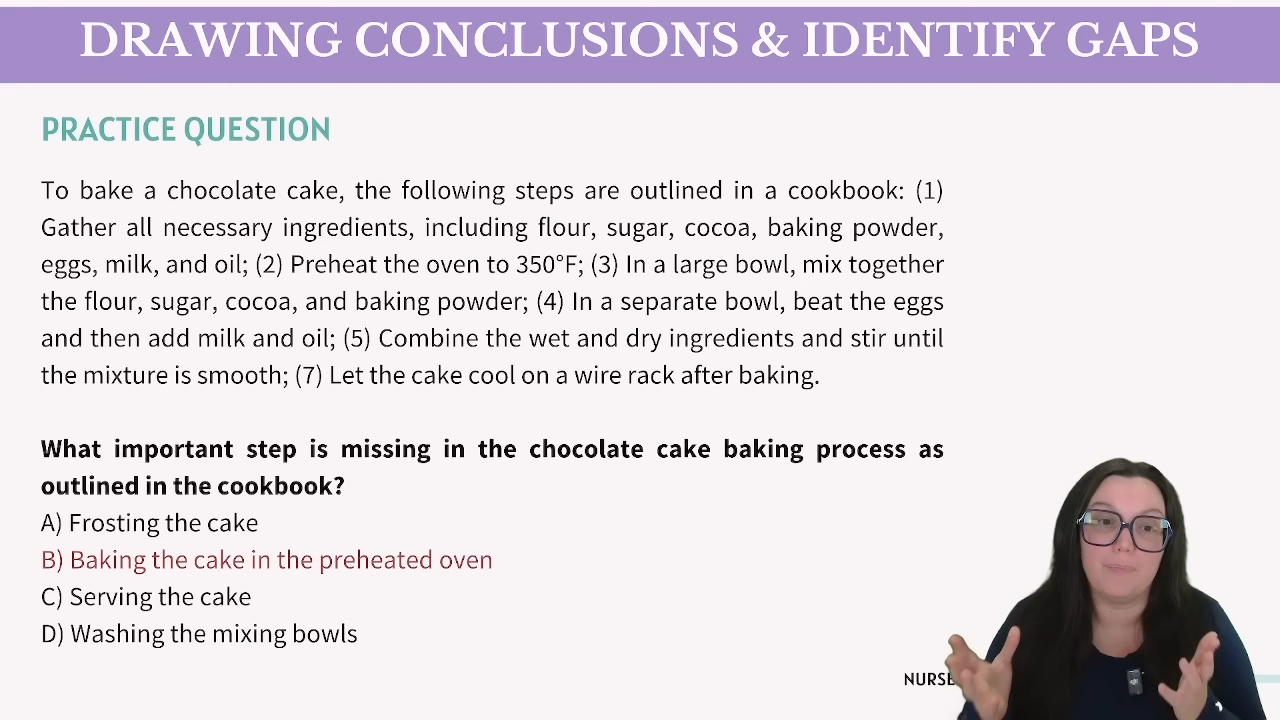 DRAWING CONCLUSIONS & IDENTIFY GAPS
PRACTICE QUESTION
To bake a chocolate cake, the following steps are outlined in a cookbook: (1)
Gather all necessary ingredients, including flour, sugar, cocoa, baking powder,
eggs, milk, and oil; (2) Preheat the oven to 350°F; (3) In a large bowl, mix together
the flour, sugar, cocoa, and baking powder; (4) In a separate bowl, beat the eggs
and then add milk and oil; (5) Combine the wet and dry ingredients and stir until
the mixture is smooth; (7) Let the cake cool on a wire rack after baking.
What important step is missing in the chocolate cake baking process as
outlined in the cookbook?
A) Frosting the cake
B) Baking the cake in the preheated oven
C) Serving the cake
D) Washing the mixing bowls